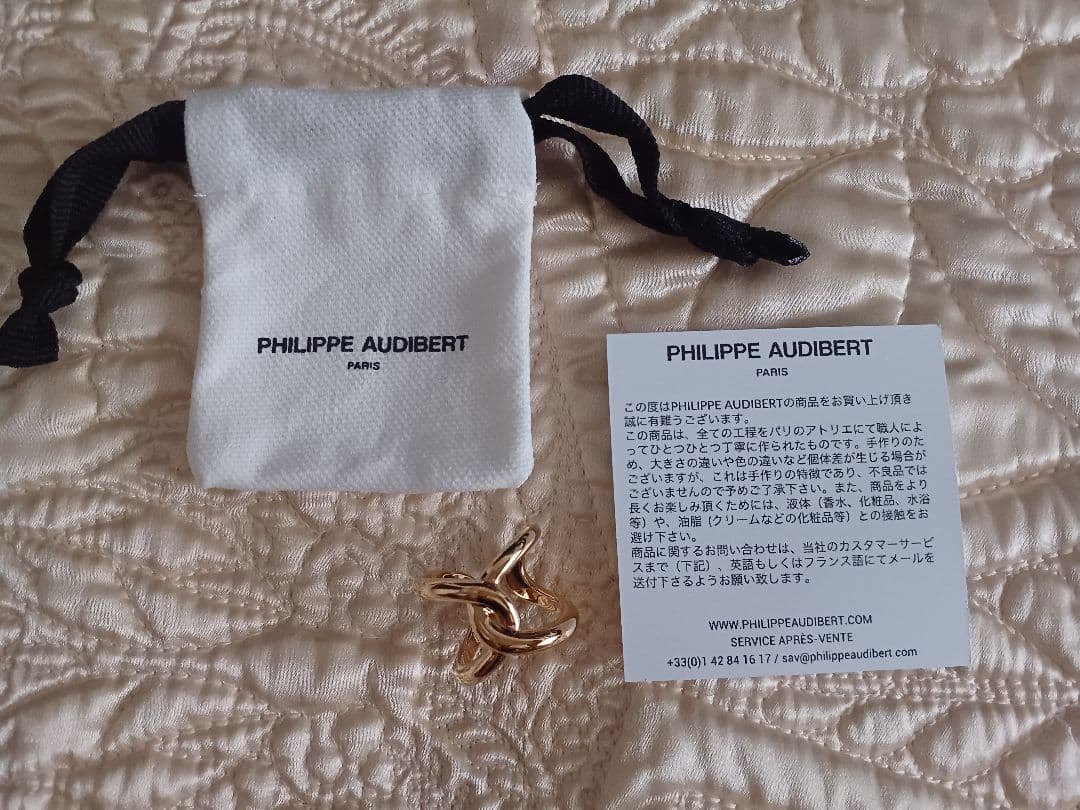 PHILIPPE AUDIBERT
PARIS
PHILIPPE AUDIBERT
PARIS
この度はPHILIPPE AUDIBERTの商品をお買い上げ頂き
誠に有難うございます。
この商品は、全ての工程をパリのアトリエにて職人によ
ってひとつひとつ丁寧に作られたものです。手作りのた
め、大きさの違いや色の違いなど個体差が生じる場合が
ございますが、これは手作りの特徴であり、不良品では
ございませんので予めご了承下さい。また、商品をより
長くお楽しみ頂くためには、液体（香水、化粧品、水浴
等）や、油脂（クリームなどの化粧品等）との接触をお
避け下さい。
商品に関するお問い合わせは、当社のカスタマーサービ
スまで（下記）、英語もしくはフランス語にてメールを
送付下さるようお願い致します。
WWW.PHILIPPEAUDIBERT.COM
SERVICE APRÈS-VENTE
+33(0)1 42 84 16 17 / sav@philippeaudibert.com